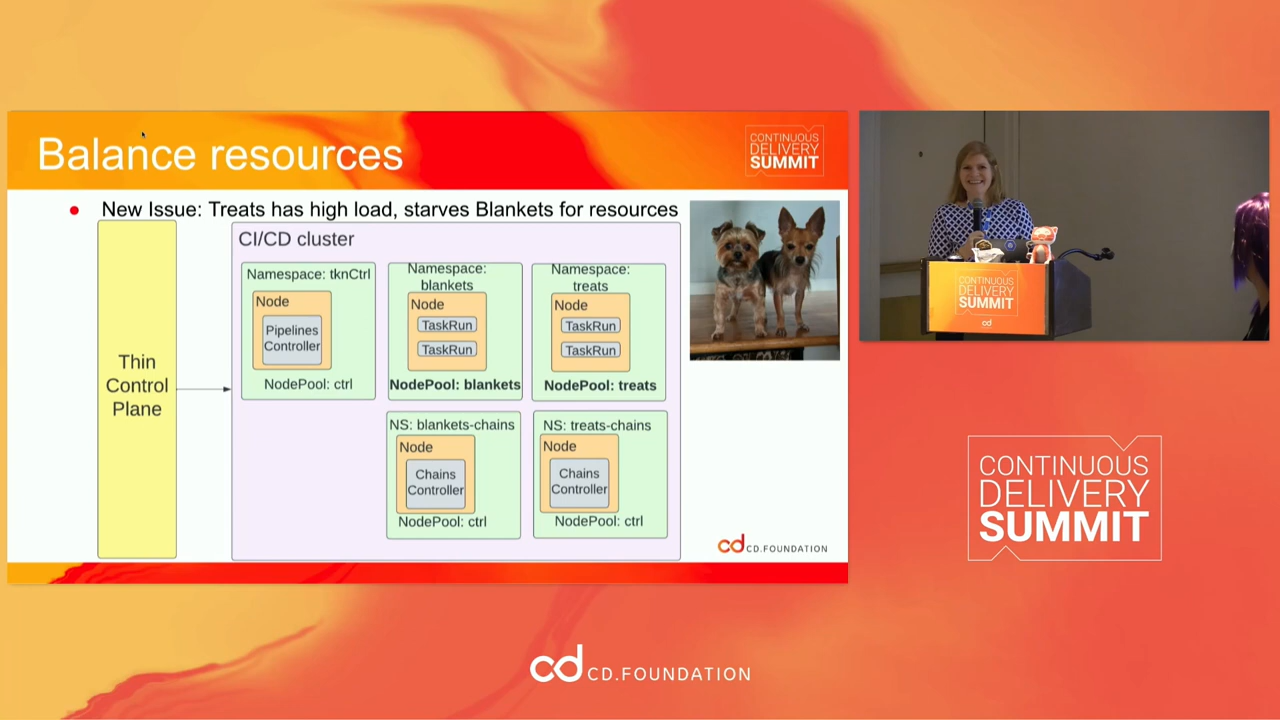 Balance resources
CONTINUOUS
DELIVERY
SUMMIT
New Issue: Treats has high load, starves Blankets for resources
Thin
Control
Plane
CI/CD cluster
Namespace: tknCtrl
Node
Pipelines
Controller
NodePool: ctrl
Namespace:
blankets
Node
TaskRun
TaskRun
NodePool: blankets
Namespace:
treats
Node
TaskRun
TaskRun
NodePool: treats
NS: blankets-chains
Node
Chains
Controller
NodePool: ctrl
NS: treats-chains
Node
Chains
Controller
NodePool: ctrl
cd CD.FOUNDATION
CONTINUOUS
DELIVERY
SUMMIT
cd
CONTINUOUS
DELIVERY
SUMMIT
cd CD.FOUNDATION